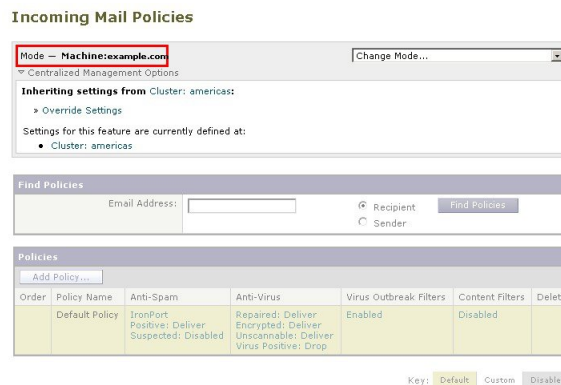 Incoming Mail Policies
Mode — Machine:example.com
Change Mode...
Centralized Management Options
Inheriting settings from Cluster: americas:
» Override Settings
Settings for this feature are currently defined at:
• Cluster: americas
Find Policies
Email Address:
Recipient
Find Policies
Sender
Policies
Add Policy...
Order Policy Name Anti-Spam Anti-Virus Virus Outbreak Filters Content Filters Delet
Default Policy IronPort Repaired: Deliver Enabled Disabled
Positive: Deliver Encrypted: Deliver
Suspected: Disabled Unscannable: Deliver
Virus Positive: Drop
Key: Default Custom Disable